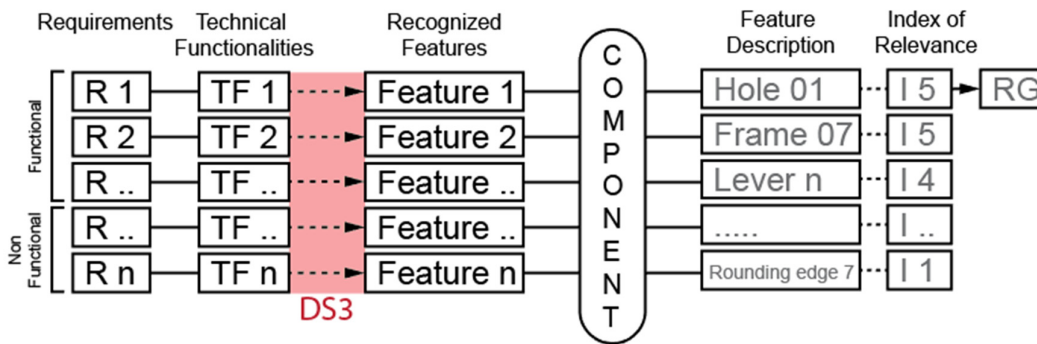 Requirements
Technical
Functionalities
Recognized
Features
Feature
Description
Index of
Relevance
Functional
R 1
TF 1
Feature 1
Hole 01
I 5
RG
R 2
TF 2
Feature 2
Frame 07
I 5
R ..
TF ..
Feature ..
Lever n
I 4
Non
Functional
R ..
TF ..
Feature ..
.....
I ..
R n
TF n
Feature n
Rounding edge 7
I 1
COMPONENT
DS3